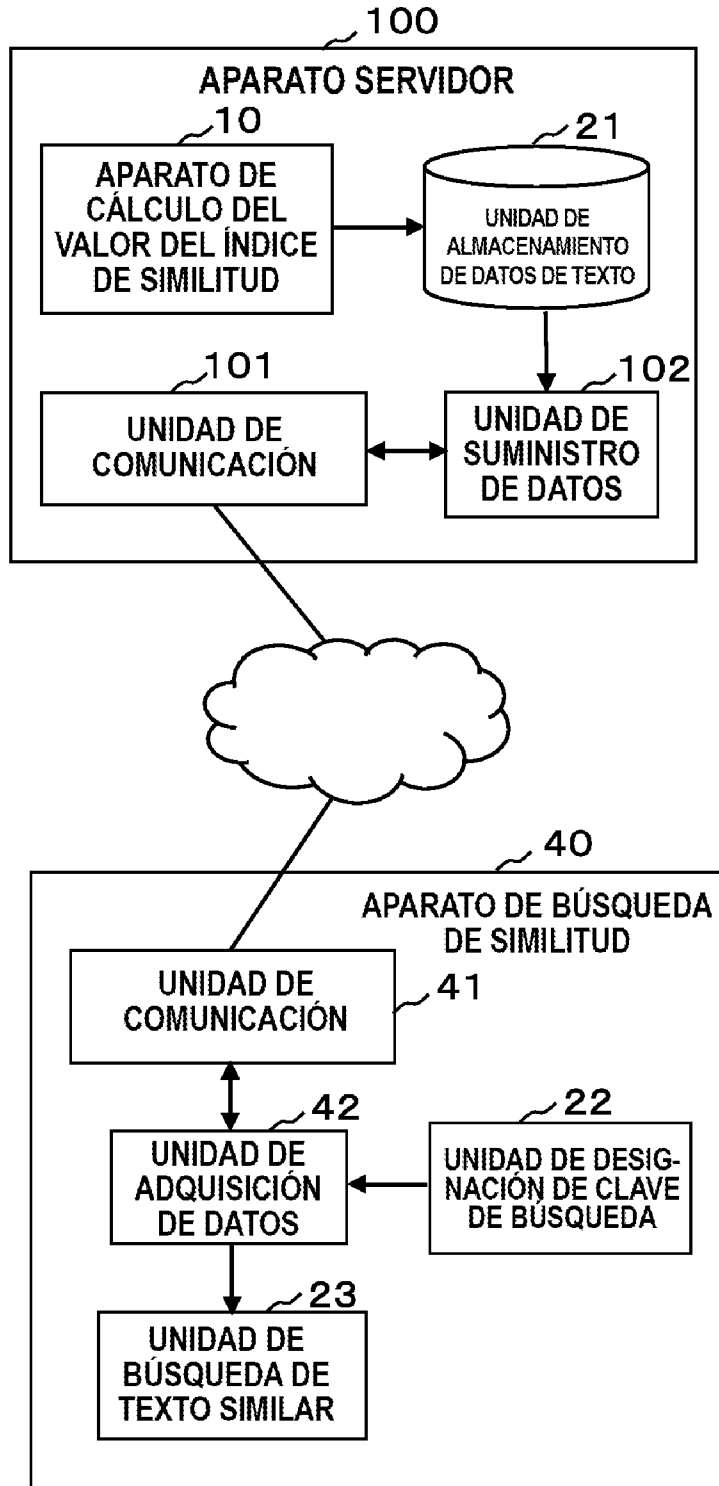 100
APARATO SERVIDOR
10
APARATO DE
CÁLCULO DEL
VALOR DEL ÍNDICE
DE SIMILITUD
21
UNIDAD DE
ALMACENAMIENTO
DE DATOS DE TEXTO
101
UNIDAD DE
COMUNICACIÓN
102
UNIDAD DE
SUMINISTRO
DE DATOS
40
APARATO DE BÚSQUEDA
DE SIMILITUD
UNIDAD DE
COMUNICACIÓN
41
42
UNIDAD DE
ADQUISICIÓN
DE DATOS
22
UNIDAD DE DESIG-
NACIÓN DE CLAVE
DE BÚSQUEDA
23
UNIDAD DE
BÚSQUEDA DE
TEXTO SIMILAR